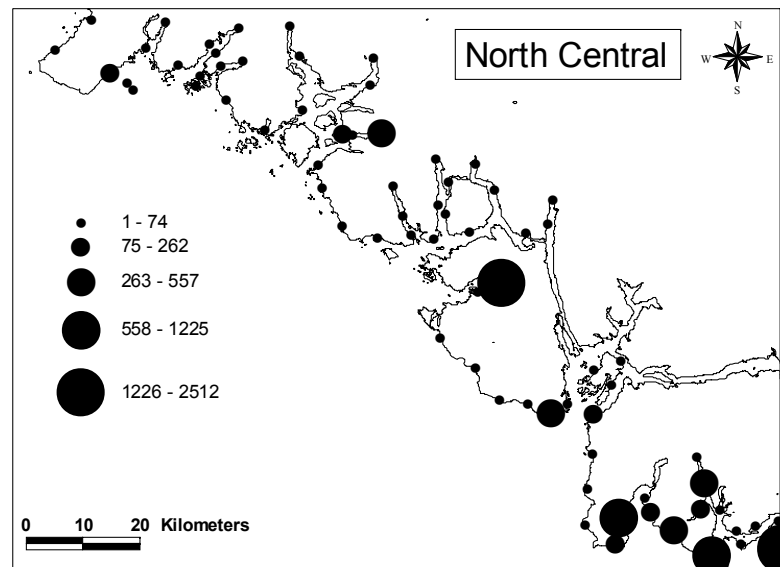 North Central
N
W E
S
1 - 74
75 - 262
263 - 557
558 - 1225
1226 - 2512
0 10 20 Kilometers